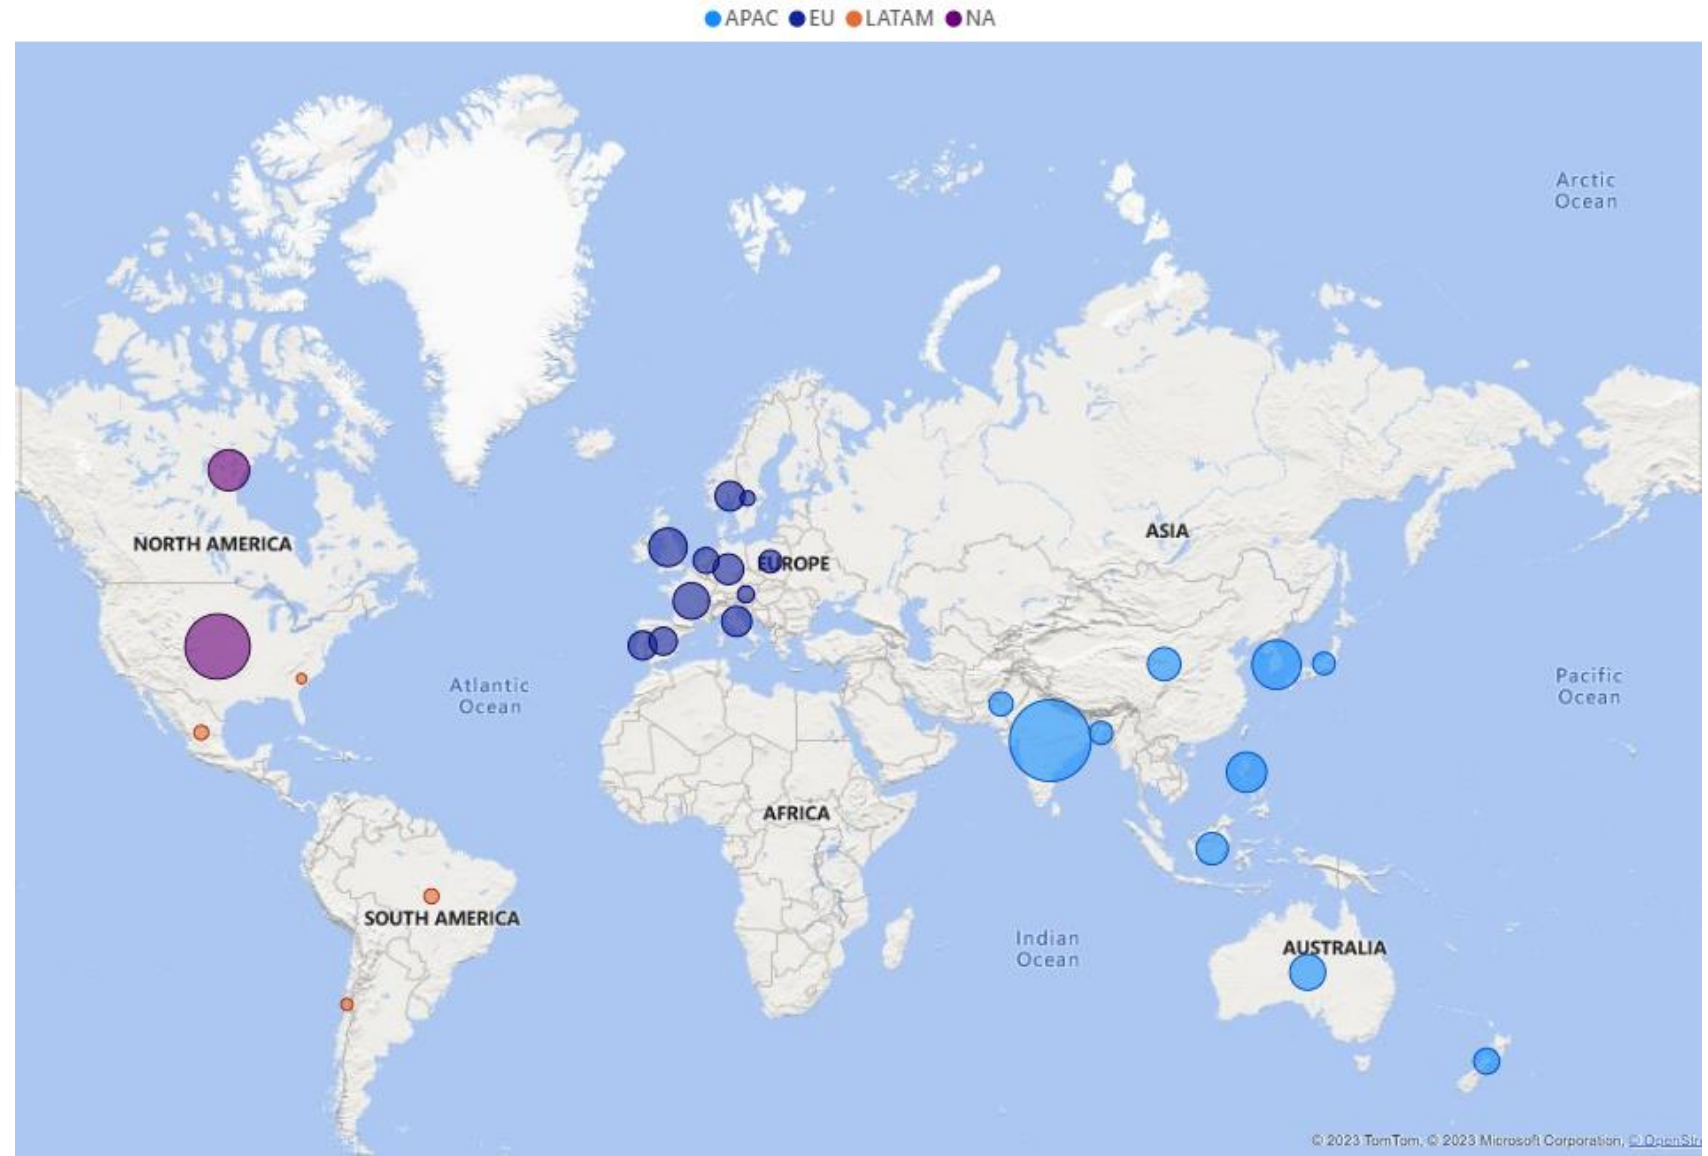 APAC EU LATAM NA
Arctic
Ocean
ASIA
NORTH AMERICA
EUROPE
Atlantic
Ocean
Pacific
Ocean
AFRICA
SOUTH AMERICA
Indian
Ocean
AUSTRALIA
© 2023 TomTom, © 2023 Microsoft Corporation, © OpenStre